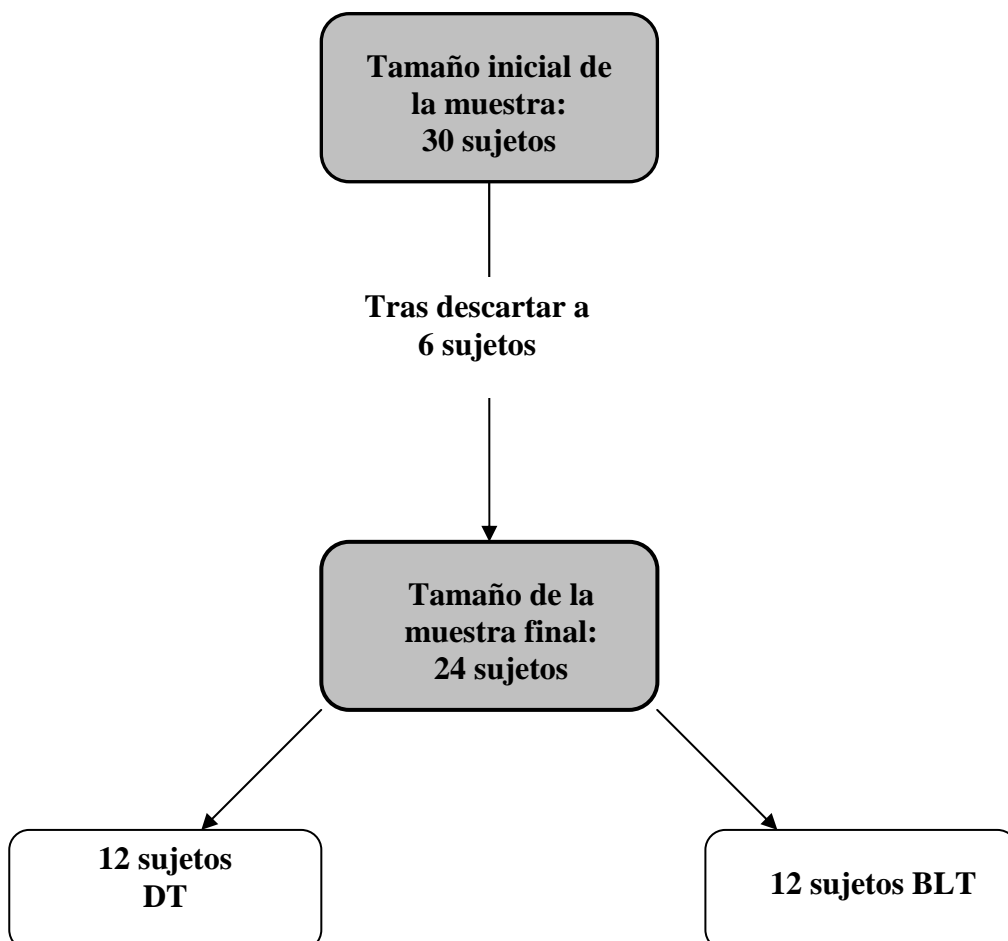 Tamaño inicial de
la muestra:
30 sujetos
Tras descartar a
6 sujetos
Tamaño de la
muestra final:
24 sujetos
12 sujetos
DT
12 sujetos BLT